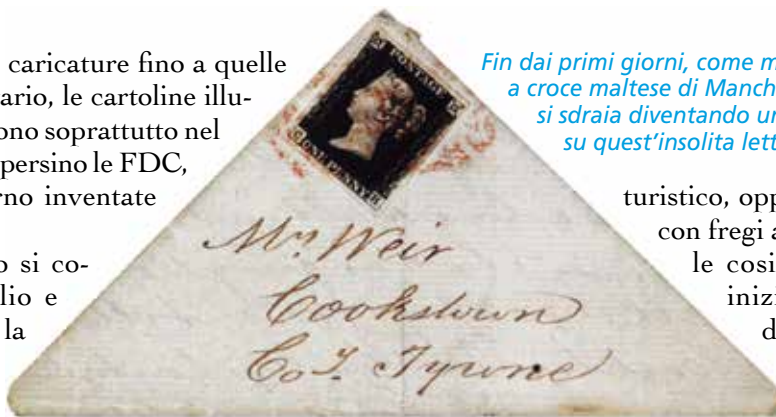 caricature fino a quelle
ario, le cartoline illu-
ono soprattutto nel
persino le FDC,
rno inventate
o si co-
lio e
la
POSTAGE
ONE PENNY
Mr. Weir
Cookstown
Coy. Tyrone
Fin dai primi giorni, come m
a croce maltese di Manch
si sdraia diventando un
su quest'insolita lett
turistico, opp
con fregi a
le cosi
inizi
d